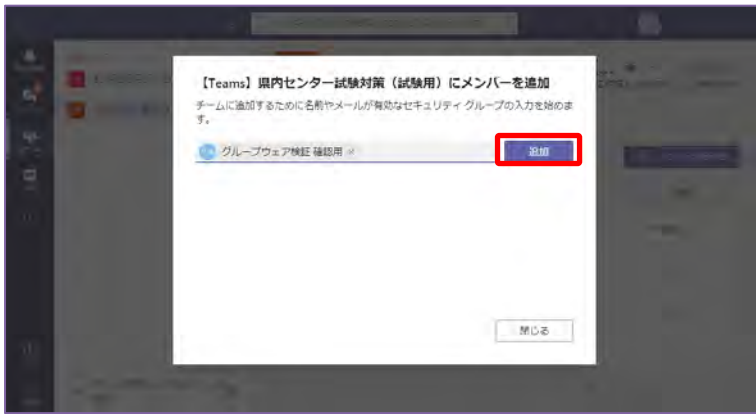 【Teams】県内センター試験対策（試験用）にメンバーを追加
チームに追加するために名前やメールが有効なセキュリティ グループの入力を始めま
す。
グループウェア検証 確認用
追加
閉じる